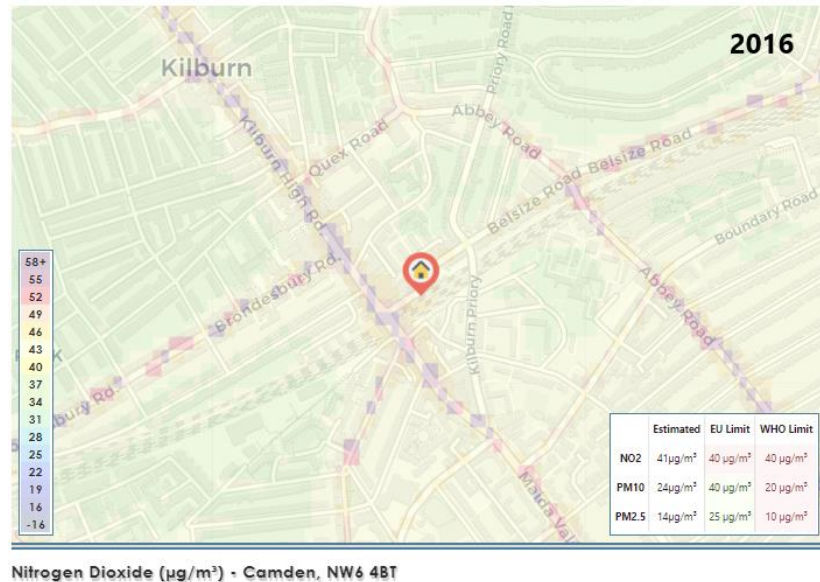 2016
Kilburn
Priory Road
Abbey Road
Quex Road
Kilburn High Rd.
Belsize Road
Belsize Road
Boundary Road
Brondesbury Rd.
Kilburn Priory
Abbey Road
Maida Val
bury Rd.
58+
55
52
49
46
43
40
37
34
31
28
25
22
19
16
-16
Estimated EU Limit WHO Limit
NO2 41µg/m³ 40 µg/m³ 40 µg/m³
PM10 24µg/m³ 40 µg/m³ 20 µg/m³
PM2.5 14µg/m³ 25 µg/m³ 10 µg/m³
Nitrogen Dioxide (µg/m³) - Camden, NW6 4BT